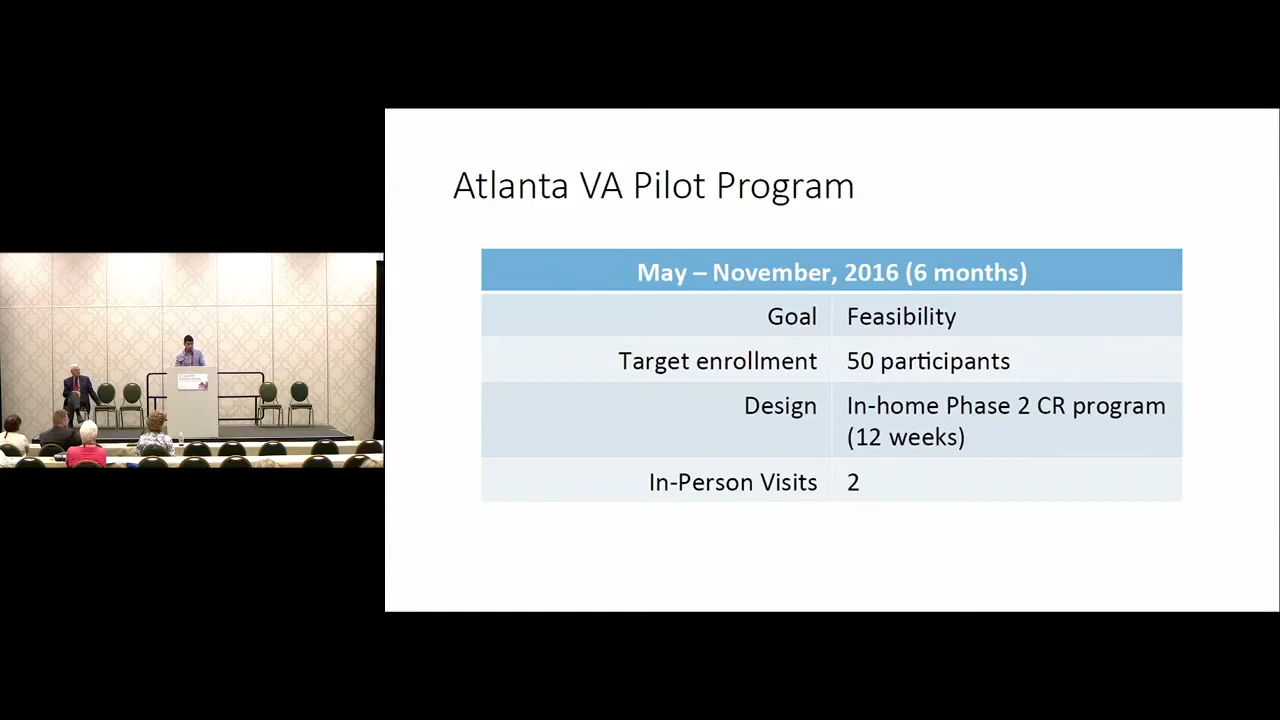 Atlanta VA Pilot Program
May – November, 2016 (6 months)
Goal Feasibility
Target enrollment 50 participants
Design In-home Phase 2 CR program
(12 weeks)
In-Person Visits 2